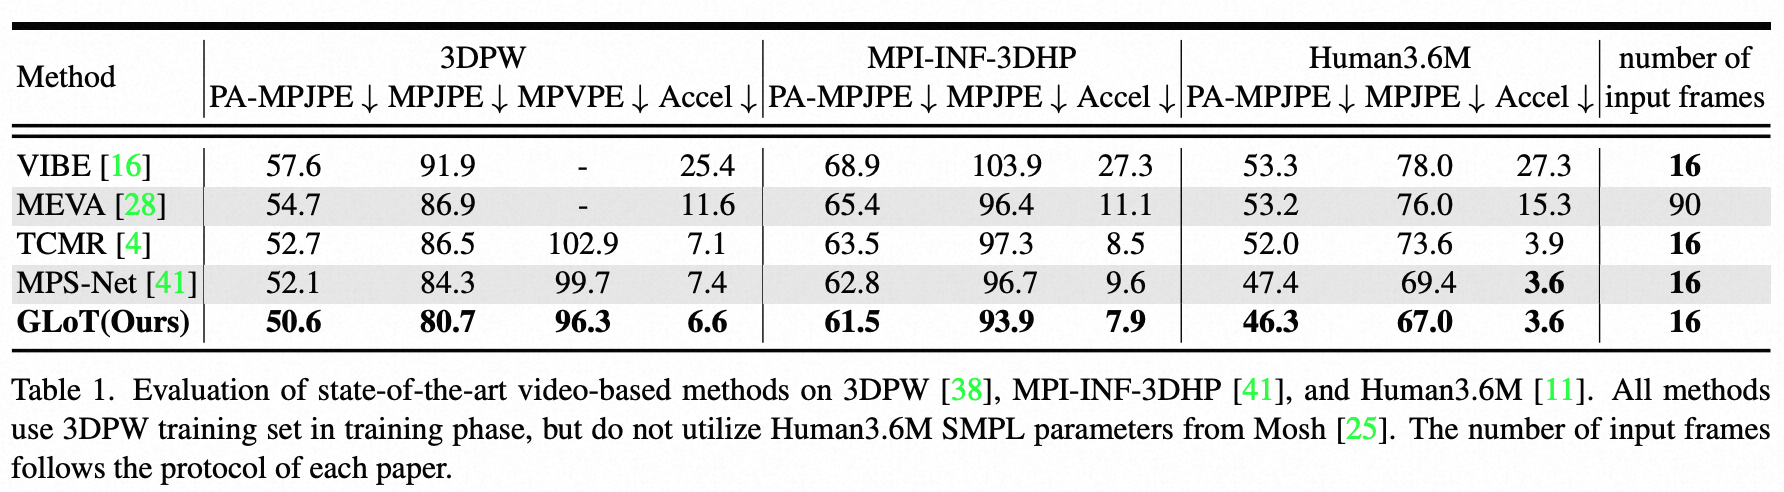 Method 3DPW MPI-INF-3DHP Human3.6M number of input frames
PA-MPJPE ↓ MPJPE ↓ MPVPE ↓ Accel ↓ PA-MPJPE ↓ MPJPE ↓ Accel ↓ PA-MPJPE ↓ MPJPE ↓ Accel ↓
VIBE [16] 57.6 91.9 - 25.4 68.9 103.9 27.3 53.3 78.0 27.3 16
MEVA [28] 54.7 86.9 - 11.6 65.4 96.4 11.1 53.2 76.0 15.3 90
TCMR [4] 52.7 86.5 102.9 7.1 63.5 97.3 8.5 52.0 73.6 3.9 16
MPS-Net [41] 52.1 84.3 99.7 7.4 62.8 96.7 9.6 47.4 69.4 3.6 16
GLoT(Ours) 50.6 80.7 96.3 6.6 61.5 93.9 7.9 46.3 67.0 3.6 16
Table 1. Evaluation of state-of-the-art video-based methods on 3DPW [38], MPI-INF-3DHP [41], and Human3.6M [11]. All methods
use 3DPW training set in training phase, but do not utilize Human3.6M SMPL parameters from Mosh [25]. The number of input frames
follows the protocol of each paper.